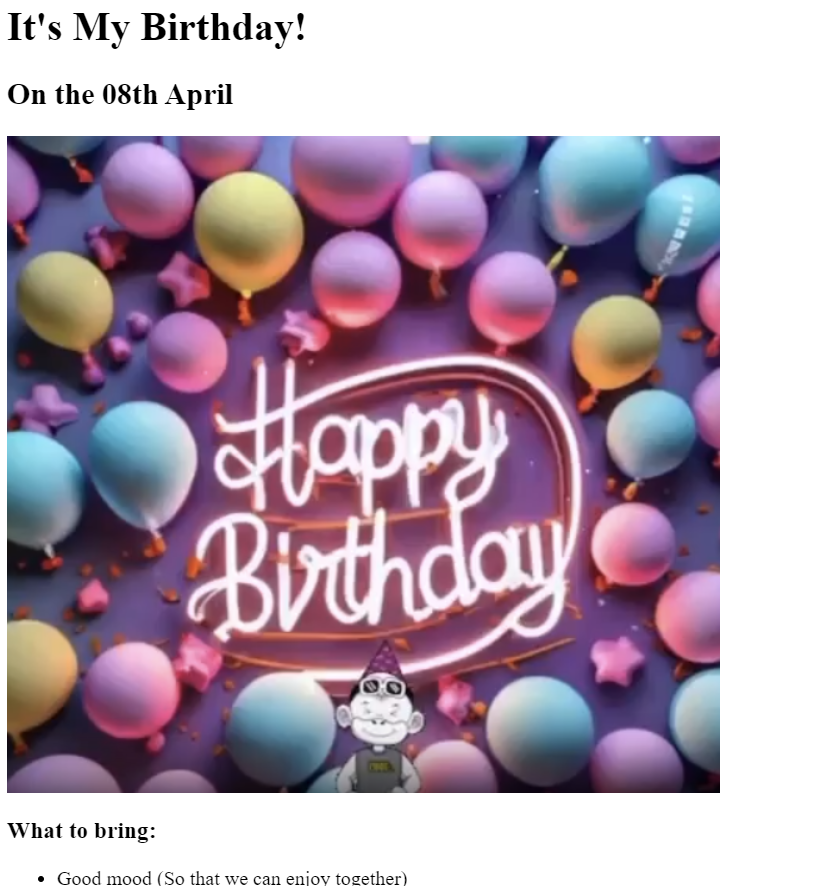 It's My Birthday!
On the 08th April
Happy
Birthday
What to bring:
Good mood (So that we can enjoy together)